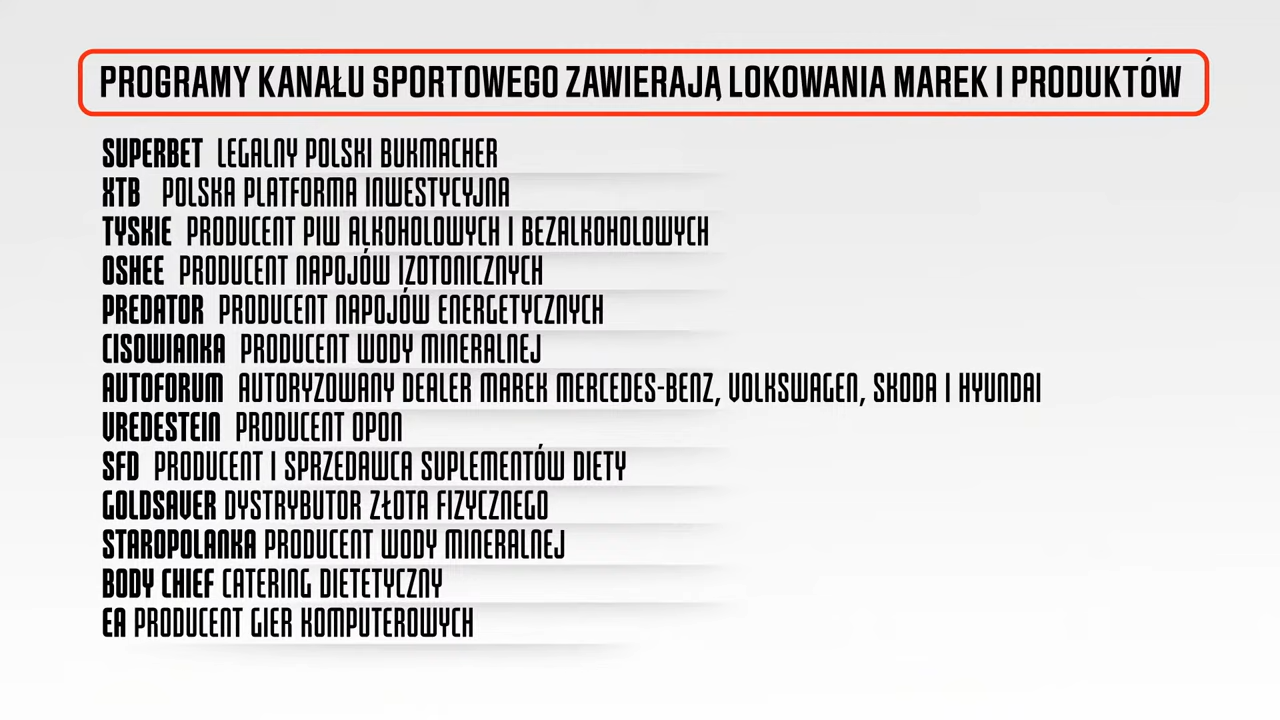 PROGRAMY KANAŁU SPORTOWEGO ZAWIERAJĄ LOKOWANIA MAREK I PRODUKTÓW
SUPERBET LEGALNY POLSKI BUKMACHER
XTB POLSKA PLATFORMA INWESTYCYJNA
TYSKIE PRODUCENT PIW ALKOHOLOWYCH I BEZALKOHOLOWYCH
OSHEE PRODUCENT NAPOJÓW IZOTONICZNYCH
PREDATOR PRODUCENT NAPOJÓW ENERGETYCZNYCH
CISOWIANKA PRODUCENT WODY MINERALNEJ
AUTOFORUM AUTORYZOWANY DEALER MAREK MERCEDES-BENZ, VOLKSWAGEN, SKODA I HYUNDAI
VREDESTEIN PRODUCENT OPON
SFD PRODUCENT I SPRZEDAWCA SUPLEMENTÓW DIETY
GOLDSAVER DYSTRYBUTOR ZŁOTA FIZYCZNEGO
STAROPOLANKA PRODUCENT WODY MINERALNEJ
BODY CHIEF CATERING DIETETYCZNY
EA PRODUCENT GIER KOMPUTEROWYCH